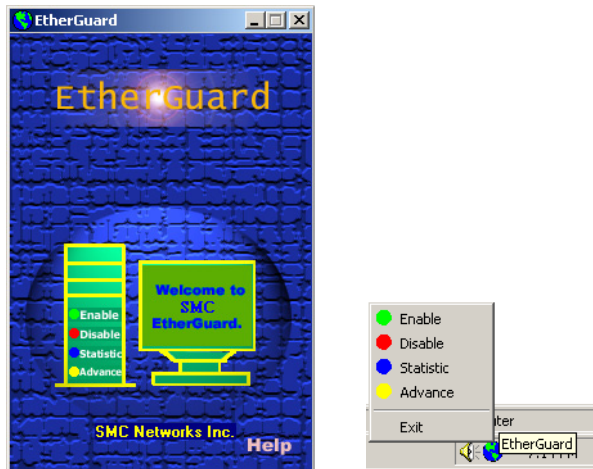 EtherGuard
EtherGuard
Welcome to
SMC
EtherGuard.
Enable
Disable
Statistic
Advance
SMC Networks Inc.
Help
Enable
Disable
Statistic
Advance
Exit
EtherGuard